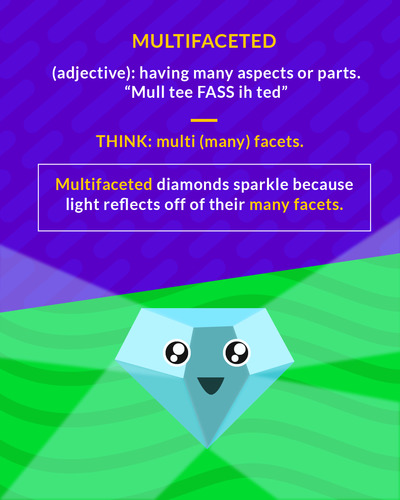 MULTIFACETED
(adjective): having many aspects or parts.
“Mull tee FASS ih ted”
THINK: multi (many) facets.
Multifaceted diamonds sparkle because
light reflects off of their many facets.